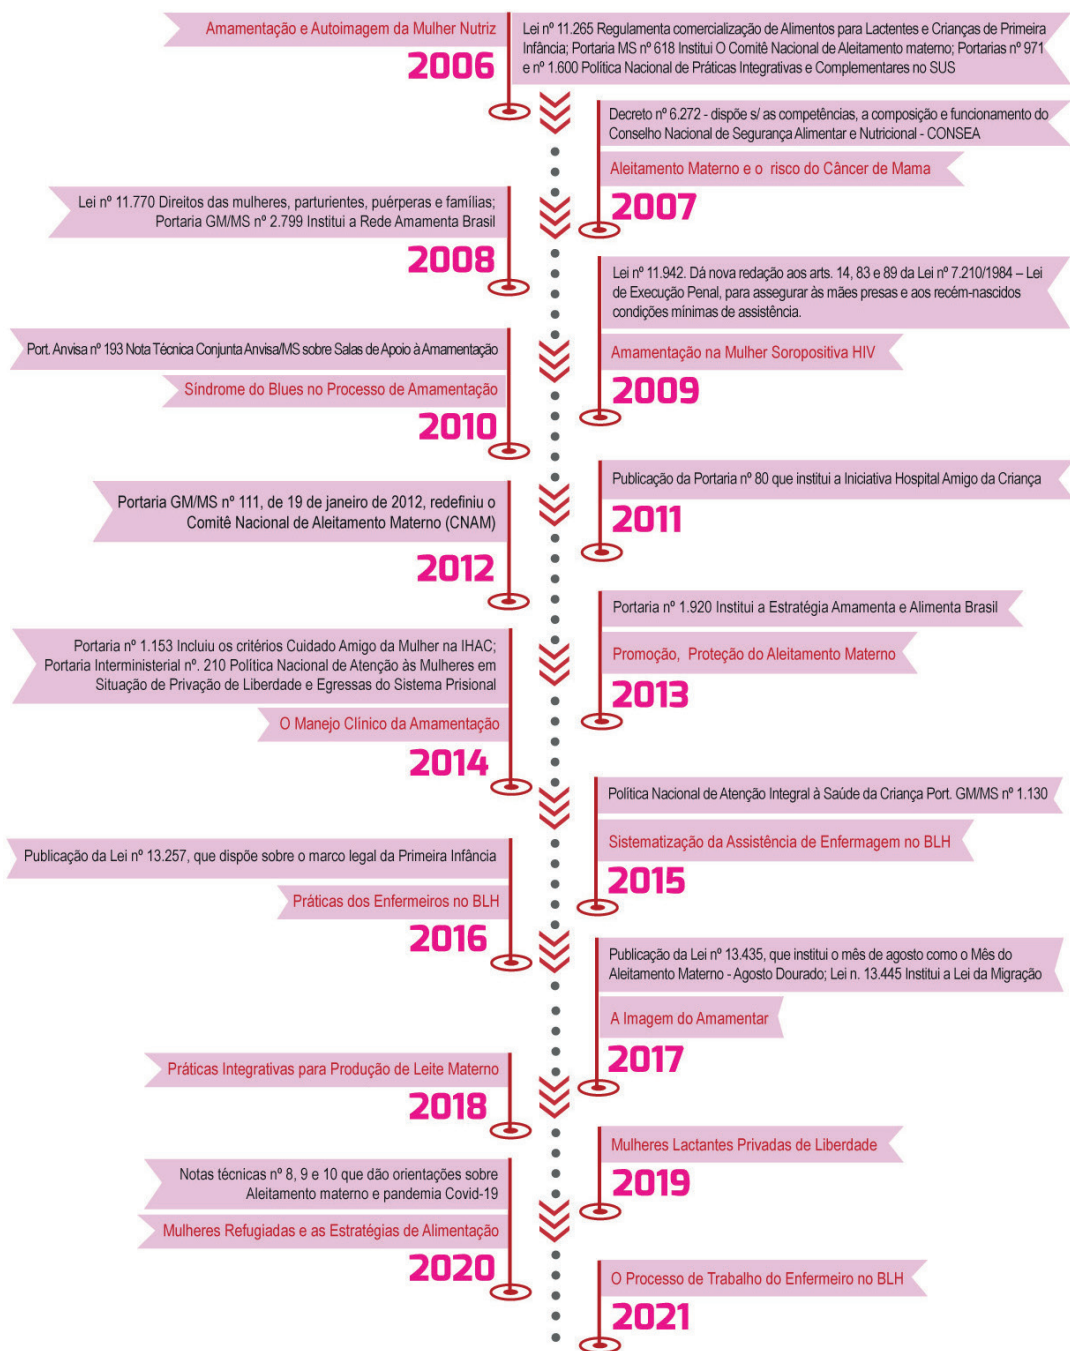 Amamentação e Autoimagem da Mulher Nutriz
2006
Lei nº 11.265 Regulamenta comercialização de Alimentos para Lactentes e Crianças de Primeira
Infância; Portaria MS nº 618 Institui O Comitê Nacional de Aleitamento materno; Portarias nº 971
e nº 1.600 Política Nacional de Práticas Integrativas e Complementares no SUS
Decreto nº 6.272 - dispõe s/ as competências, a composição e funcionamento do
Conselho Nacional de Segurança Alimentar e Nutricional - CONSEA
Aleitamento Materno e o risco do Câncer de Mama
2007
Lei nº 11.770 Direitos das mulheres, parturientes, puérperas e famílias;
Portaria GM/MS nº 2.799 Institui a Rede Amamenta Brasil
2008
Lei nº 11.942. Dá nova redação aos arts. 14, 83 e 89 da Lei nº 7.210/1984 – Lei
de Execução Penal, para assegurar às mães presas e aos recém-nascidos
condições mínimas de assistência.
Amamentação na Mulher Soropositiva HIV
2009
Port. Anvisa nº 193 Nota Técnica Conjunta Anvisa/MS sobre Salas de Apoio à Amamentação
Síndrome do Blues no Processo de Amamentação
2010
Publicação da Portaria nº 80 que institui a Iniciativa Hospital Amigo da Criança
2011
Portaria GM/MS nº 111, de 19 de janeiro de 2012, redefiniu o
Comitê Nacional de Aleitamento Materno (CNAM)
2012
Portaria nº 1.920 Institui a Estratégia Amamenta e Alimenta Brasil
Promoção, Proteção do Aleitamento Materno
2013
Portaria nº 1.153 Incluiu os critérios Cuidado Amigo da Mulher na IHAC;
Portaria Interministerial nº. 210 Política Nacional de Atenção às Mulheres em
Situação de Privação de Liberdade e Egressas do Sistema Prisional
O Manejo Clínico da Amamentação
2014
Política Nacional de Atenção Integral à Saúde da Criança Port. GM/MS nº 1.130
Sistematização da Assistência de Enfermagem no BLH
2015
Publicação da Lei nº 13.257, que dispõe sobre o marco legal da Primeira Infância
Práticas dos Enfermeiros no BLH
2016
Publicação da Lei nº 13.435, que institui o mês de agosto como o Mês do
Aleitamento Materno - Agosto Dourado; Lei n. 13.445 Institui a Lei da Migração
A Imagem do Amamentar
2017
Práticas Integrativas para Produção de Leite Materno
2018
Mulheres Lactantes Privadas de Liberdade
2019
Notas técnicas nº 8, 9 e 10 que dão orientações sobre
Aleitamento materno e pandemia Covid-19
Mulheres Refugiadas e as Estratégias de Alimentação
2020
O Processo de Trabalho do Enfermeiro no BLH
2021